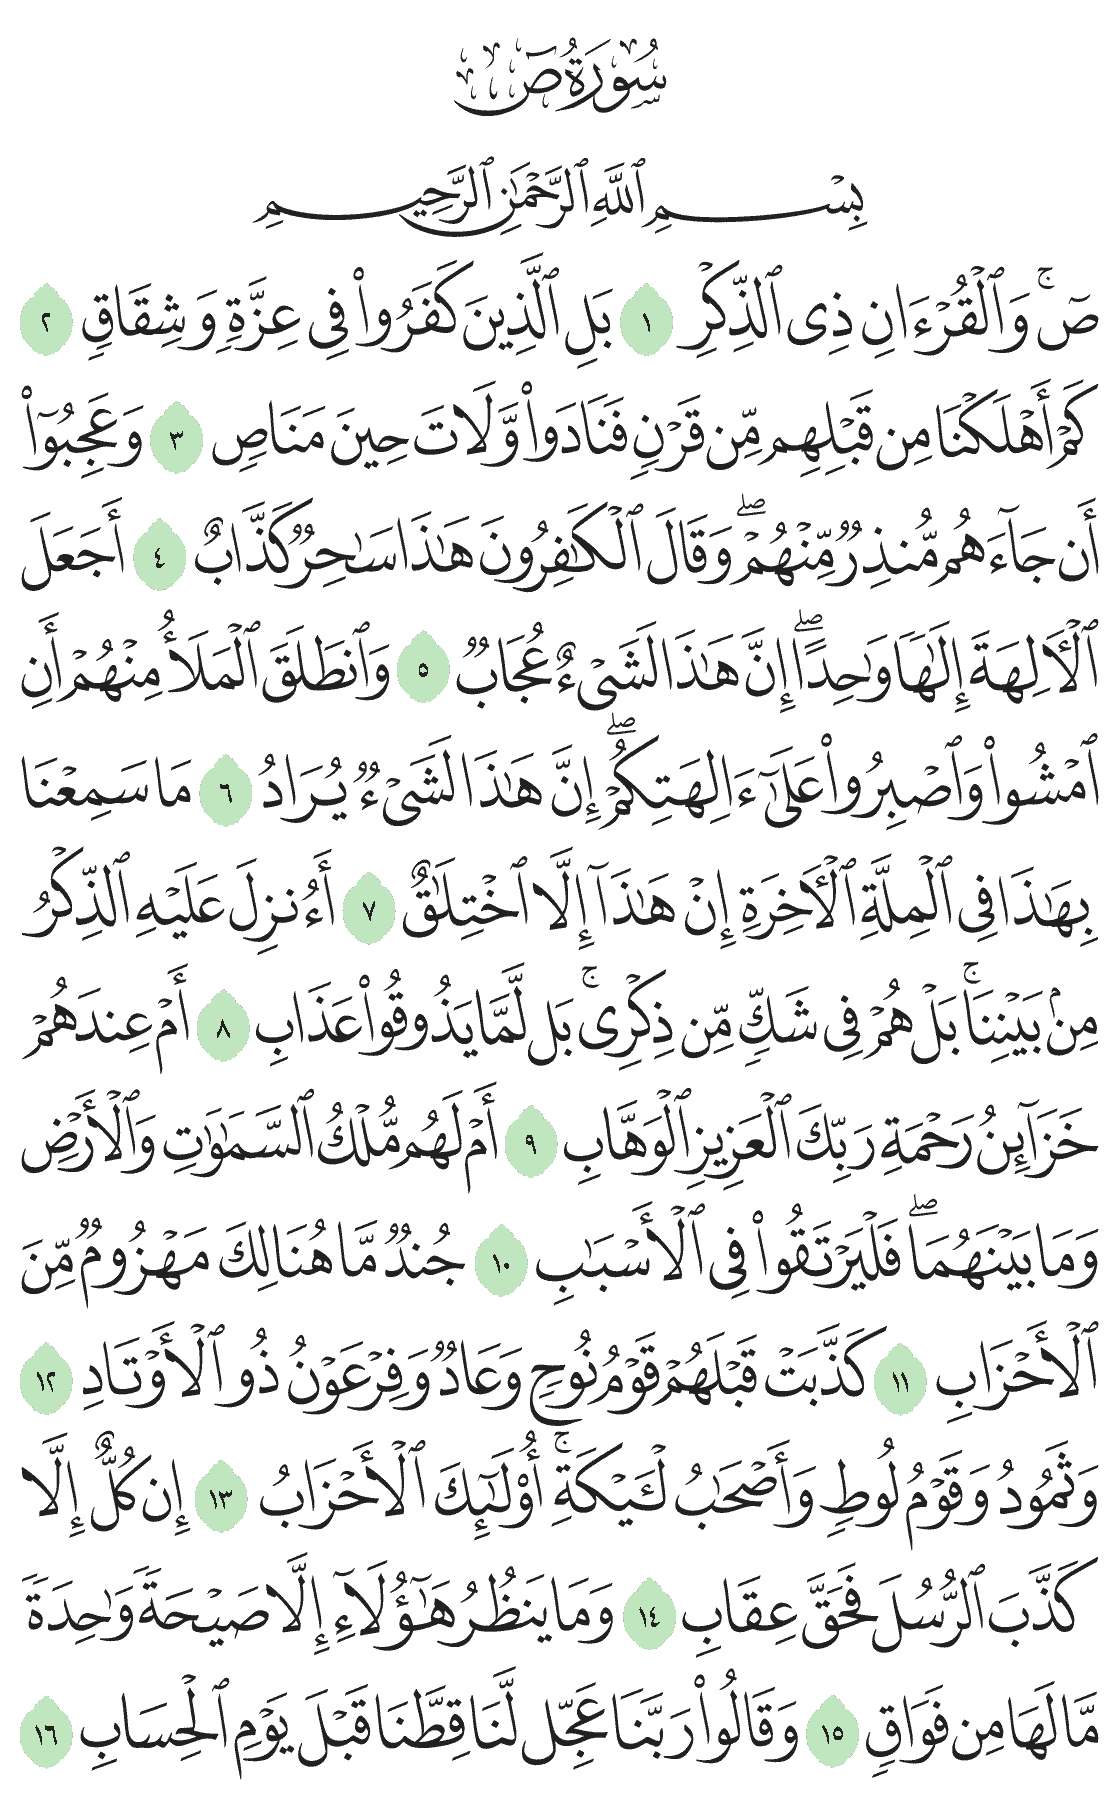 سُورَةُ صٓ
بِسْمِ ٱللَّهِ ٱلرَّحْمَٰنِ ٱلرَّحِيمِ
صٓ ۚ وَٱلْقُرْءَانِ ذِى ٱلذِّكْرِ ١ بَلِ ٱلَّذِينَ كَفَرُوا۟ فِى عِزَّةٍ وَشِقَاقٍ ٢
كَمْ أَهْلَكْنَا مِن قَبْلِهِم مِّن قَرْنٍ فَنَادَوا۟ وَّلَاتَ حِينَ مَنَاصٍ ٣ وَعَجِبُوٓا۟
أَن جَآءَهُم مُّنذِرٌ مِّنْهُمْ ۖ وَقَالَ ٱلْكَٰفِرُونَ هَٰذَا سَٰحِرٌ كَذَّابٌ ٤ أَجَعَلَ
ٱلْأَلِهَةَ إِلَٰهًا وَٰحِدًا ۖ إِنَّ هَٰذَا لَشَىْءٌ عُجَابٌ ٥ وَٱنطَلَقَ ٱلْمَلَأُ مِنْهُمْ أَنِ
ٱمْشُوا۟ وَٱصْبِرُوا۟ عَلَىٰٓ ءَالِهَتِكُمْ ۖ إِنَّ هَٰذَا لَشَىْءٌ يُرَادُ ٦ مَا سَمِعْنَا
بِهَٰذَا فِى ٱلْمِلَّةِ ٱلْأَخِرَةِ إِنْ هَٰذَآ إِلَّا ٱخْتِلَٰقٌ ٧ أَءُنزِلَ عَلَيْهِ ٱلذِّكْرُ
مِنۢ بَيْنِنَا ۚ بَلْ هُمْ فِى شَكٍّ مِّن ذِكْرِى ۚ بَل لَّمَّا يَذُوقُوا۟ عَذَابِ ٨ أَمْ عِندَهُمْ
خَزَآئِنُ رَحْمَةِ رَبِّكَ ٱلْعَزِيزِ ٱلْوَهَّابِ ٩ أَمْ لَهُم مُّلْكُ ٱلسَّمَٰوَٰتِ وَٱلْأَرْضِ
وَمَا بَيْنَهُمَا ۖ فَلْيَرْتَقُوا۟ فِى ٱلْأَسْبَٰبِ ١٠ جُندٌ مَّا هُنَالِكَ مَهْزُومٌ مِّنَ
ٱلْأَحْزَابِ ١١ كَذَّبَتْ قَبْلَهُمْ قَوْمُ نُوحٍ وَعَادٌ وَفِرْعَوْنُ ذُو ٱلْأَوْتَادِ ١٢
وَثَمُودُ وَقَوْمُ لُوطٍ وَأَصْحَٰبُ لْـَٔيْكَةِ ۚ أُو۟لَٰٓئِكَ ٱلْأَحْزَابُ ١٣ إِن كُلٌّ إِلَّا
كَذَّبَ ٱلرُّسُلَ فَحَقَّ عِقَابِ ١٤ وَمَا يَنظُرُ هَٰٓؤُلَآءِ إِلَّا صَيْحَةً وَٰحِدَةً
مَّا لَهَا مِن فَوَاقٍ ١٥ وَقَالُوا۟ رَبَّنَا عَجِّل لَّنَا قِطَّنَا قَبْلَ يَوْمِ ٱلْحِسَابِ ١٦